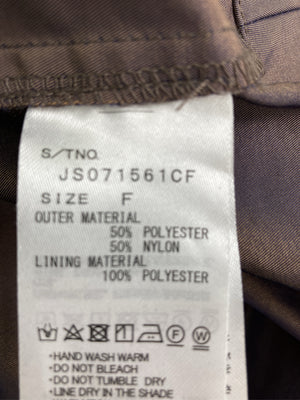 S/TNO.
JS071561CF
SIZE F
OUTER MATERIAL
50% POLYESTER
50% NYLON
LINING MATERIAL
100% POLYESTER
F W
·HAND WASH WARM
·DO NOT BLEACH
·DO NOT TUMBLE DRY
·LINE DRY IN THE SHADE